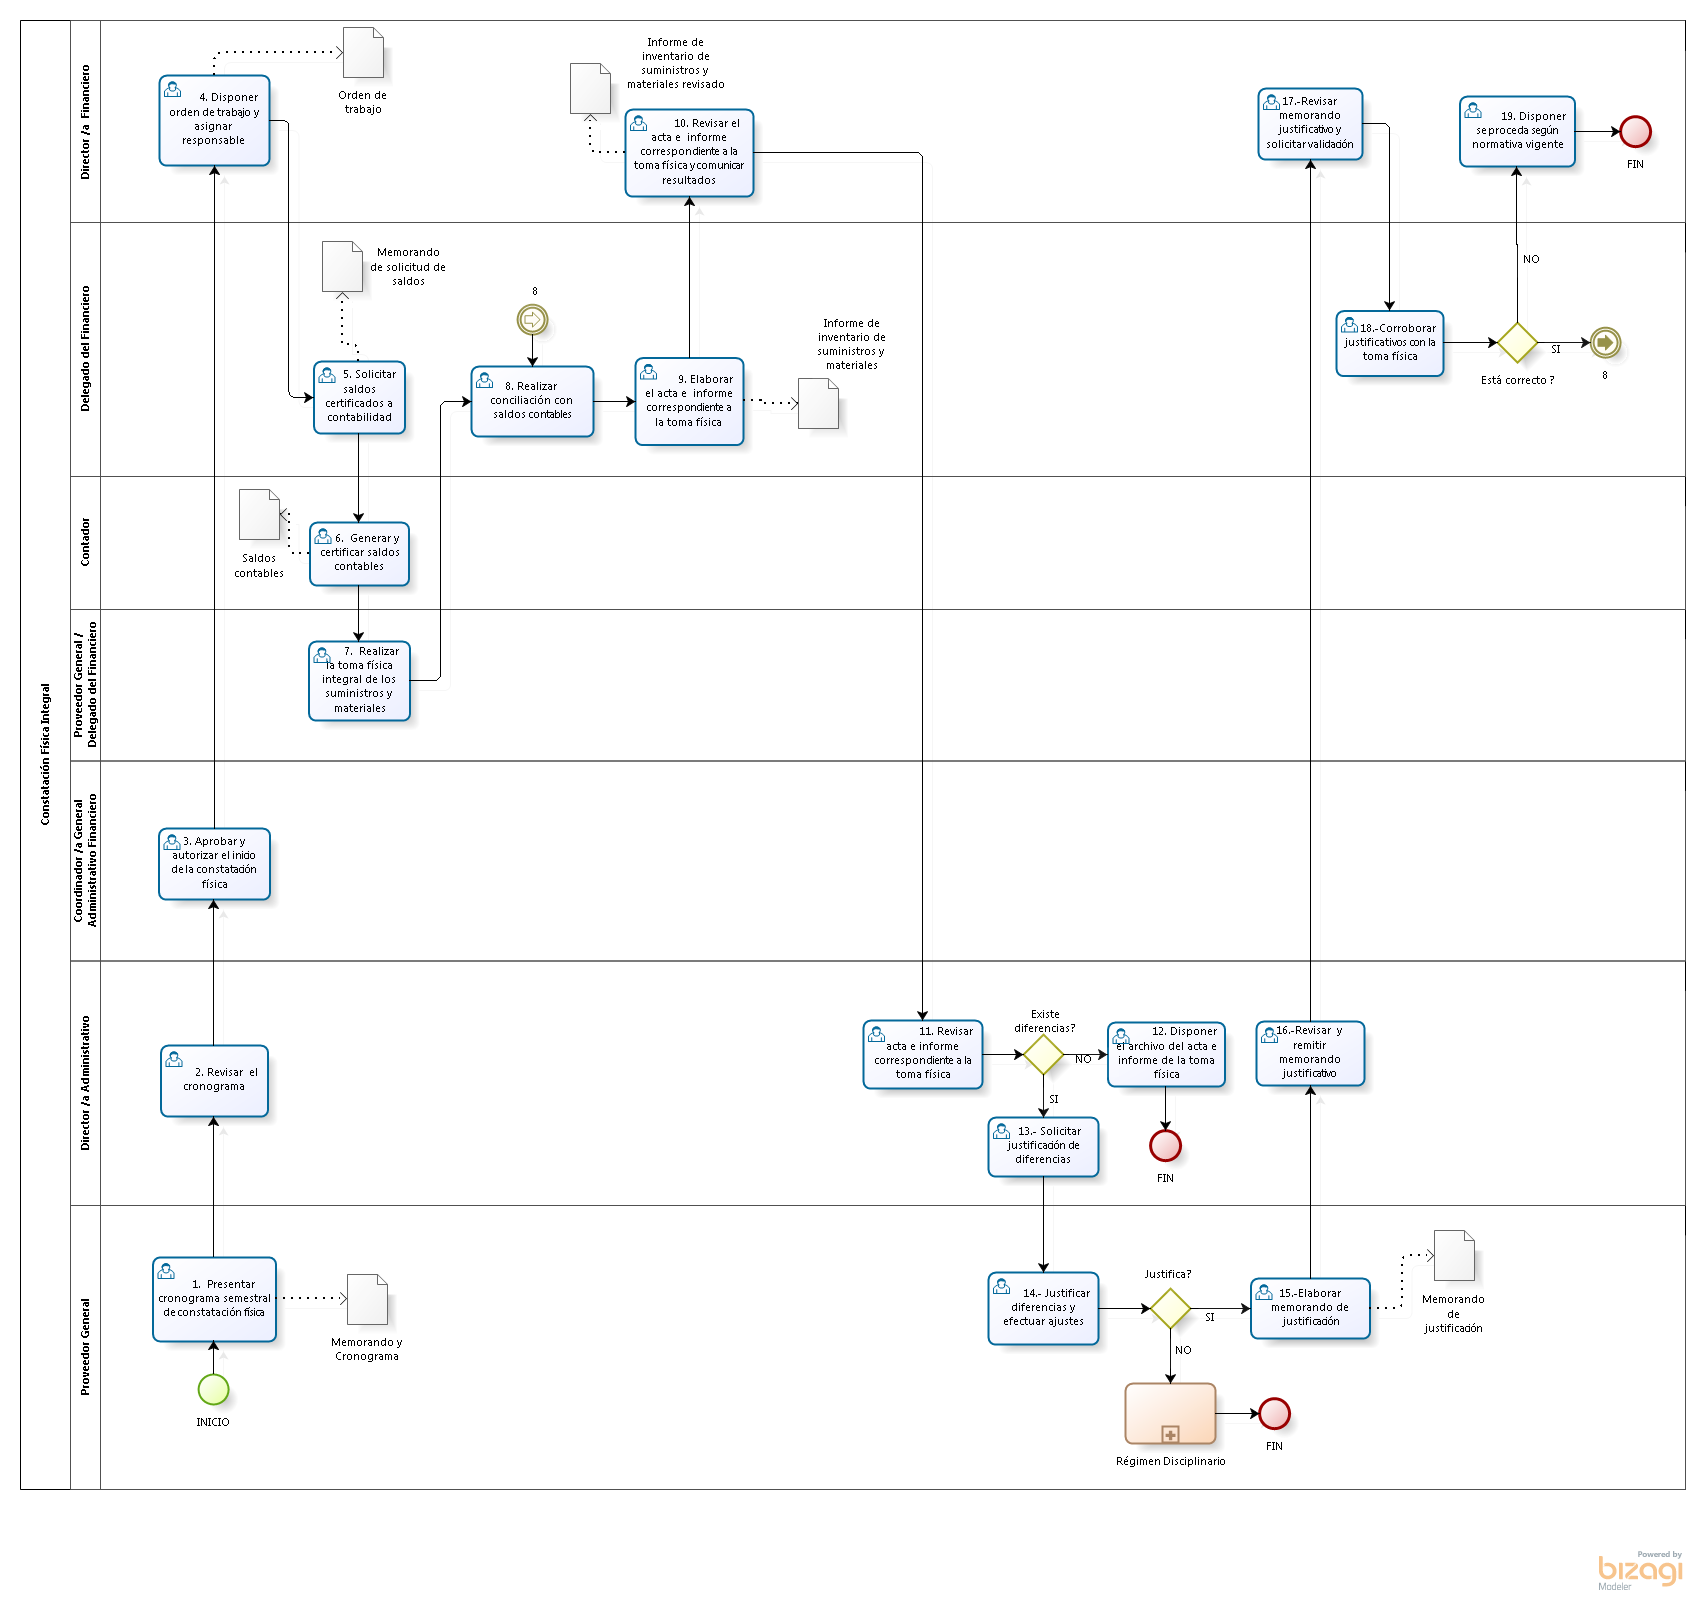 Constatación Física Integral
Director /a  Financiero
4. Disponer
orden de trabajo y
asignar
responsable
Orden de
trabajo
Informe de
inventario de
suministros y
materiales revisado
10. Revisar el
acta e  informe
correspondiente a la
toma física y comunicar
resultados
17.-Revisar
memorando
justificativo y
solicitar validación
19. Disponer
se proceda según
normativa vigente
FIN
Delegado del Financiero
Memorando
de solicitud de
saldos
5. Solicitar
saldos
certificados a
contabilidad
8
8. Realizar
conciliación con
saldos contables
9. Elaborar
el acta e  informe
correspondiente a
la toma física
Informe de
inventario de
suministros y
materiales
18.-Corroborar
justificativos con la
toma física
NO
SI
Está correcto ?
8
Contador
Saldos
contables
6.  Generar y
certificar saldos
contables
Proveedor General /
Delegado del Financiero
7.  Realizar
la toma física
integral de los
suministros y
materiales
Coordinador /a General
Administrativo Financiero
3. Aprobar y
autorizar el inicio
de la constatación
física
Director /a Administrativo
2. Revisar  el
cronograma
11. Revisar
acta e informe
correspondiente a la
toma física
Existe
diferencias?
NO
SI
12. Disponer
el archivo del acta e
informe de la toma
física
FIN
13.- Solicitar
justificación de
diferencias
16.-Revisar  y
remitir
memorando
justificativo
Proveedor General
1.  Presentar
cronograma semestral
de constatación física
Memorando y
Cronograma
INICIO
14.- Justificar
diferencias y
efectuar ajustes
Justifica?
SI
NO
15.-Elaborar
memorando de
justificación
Memorando
de
justificación
Régimen Disciplinario
FIN
Powered by
bizagi
Modeler